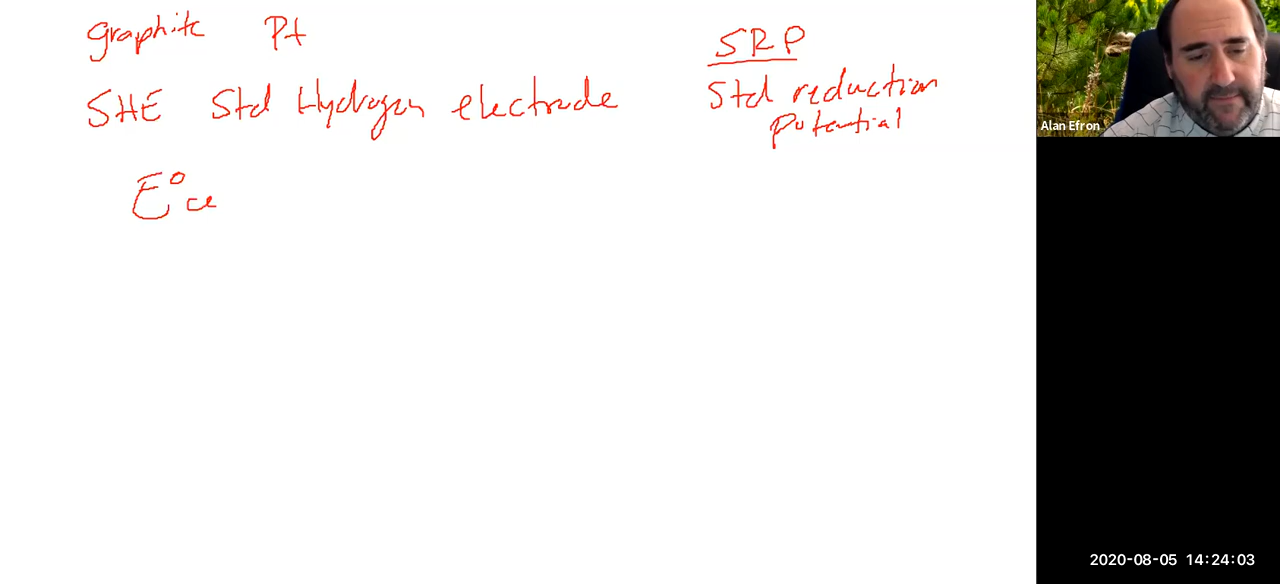 graphite Pt
SHE Std Hydrogen electrode
SRP
Std reduction
potential
E°ce
Alan Efron
2020-08-05 14:24:03